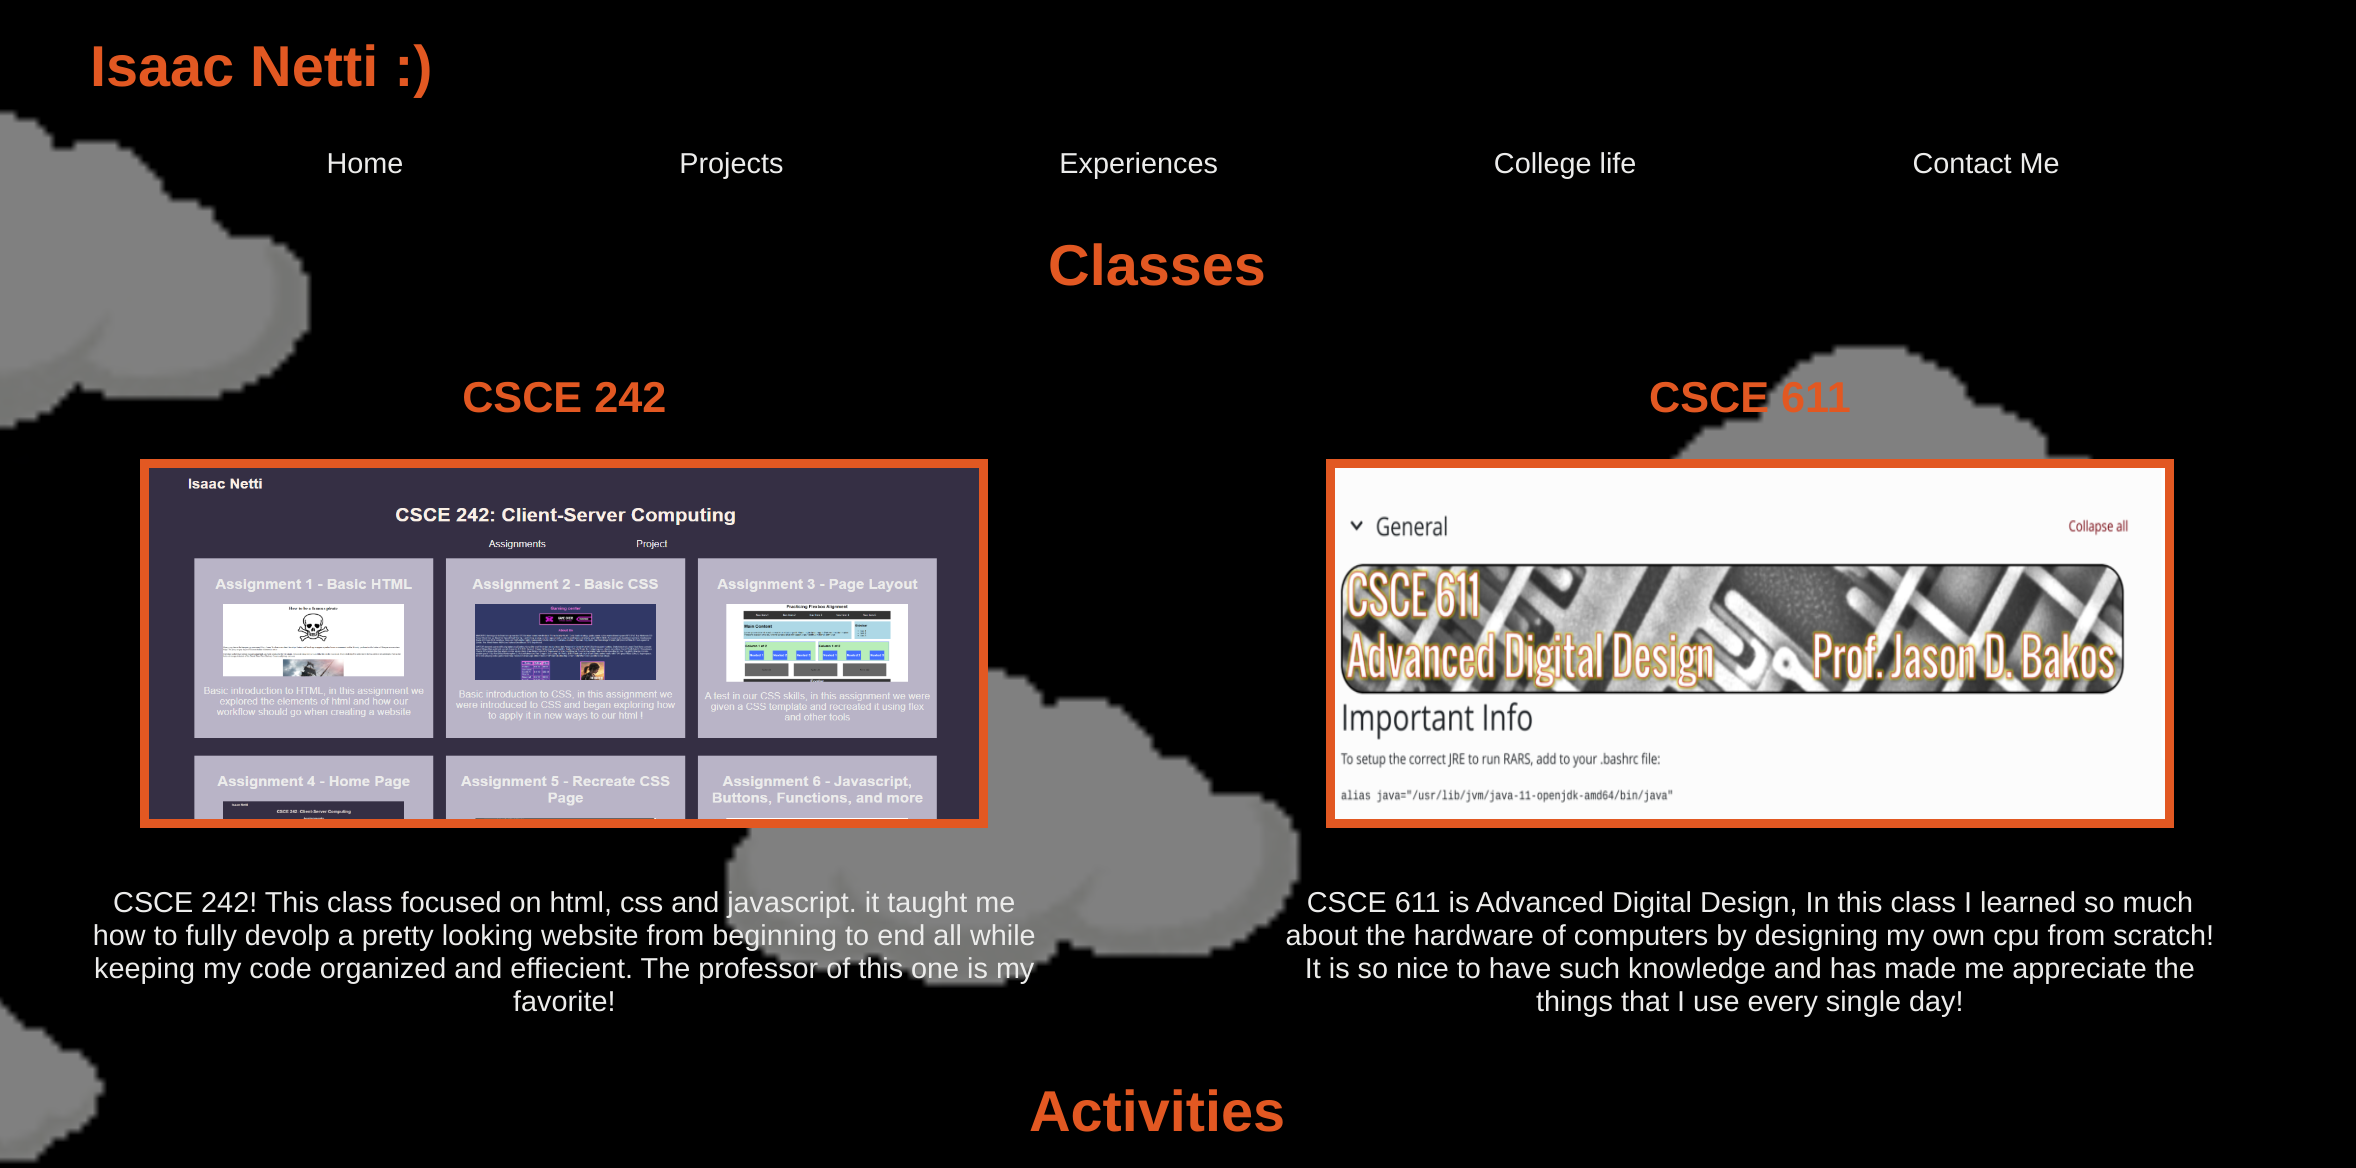 Isaac Netti :)
Home Projects Experiences College life Contact Me
Classes
CSCE 242
Isaac Netti
CSCE 242: Client-Server Computing
Assignments Project
Assignment 1 - Basic HTML
Basic introduction to HTML, in this assignment we
explored the elements of html and how our
workflow should go when creating a website
Assignment 2 - Basic CSS
Basic introduction to CSS, in this assignment we
were introduced to CSS and began exploring how
to apply it in new ways to our html !
Assignment 3 - Page Layout
Practicing Flexbox Alignment
Main Content
A test in our CSS skills, in this assignment we were
given a CSS template and recreated it using flex
and other tools
Assignment 4 - Home Page
Isaac Netti
CSCE 242: Client-Server Computing
Assignment 5 - Recreate CSS
Page
Assignment 6 - Javascript,
Buttons, Functions, and more
CSCE 242! This class focused on html, css and javascript. it taught me
how to fully devolp a pretty looking website from beginning to end all while
keeping my code organized and effiecient. The professor of this one is my
favorite!
CSCE 611
General
Collapse all
CSCE 611
Advanced Digital Design Prof. Jason D. Bakos
Important Info
To setup the correct JRE to run RARS, add to your .bashrc file:
alias java="/usr/lib/jvm/java-11-openjdk-amd64/bin/java"
CSCE 611 is Advanced Digital Design, In this class I learned so much
about the hardware of computers by designing my own cpu from scratch!
It is so nice to have such knowledge and has made me appreciate the
things that I use every single day!
Activities